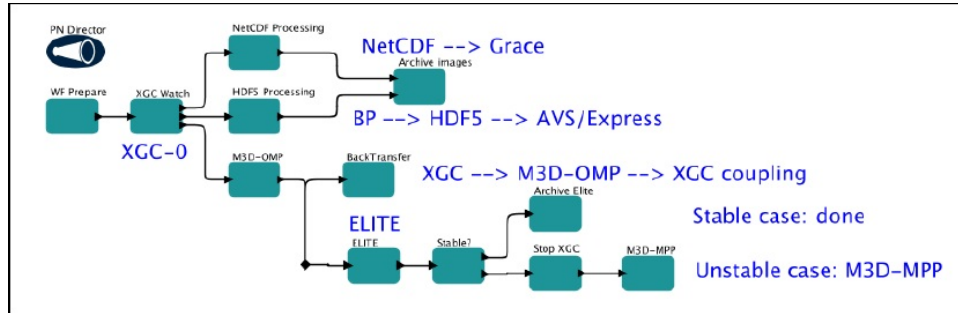 PN Director
NetCDF Processing
NetCDF --> Grace
Archive images
WF Prepare
XGC Watch
HDF5 Processing
BP --> HDF5 --> AVS/Express
XGC-0
M3D-OMP
BackTransfer
XGC --> M3D-OMP --> XGC coupling
Archive Elite
Stable case: done
ELITE
ELITE
Stable?
Stop XGC
M3D-MPP
Unstable case: M3D-MPP